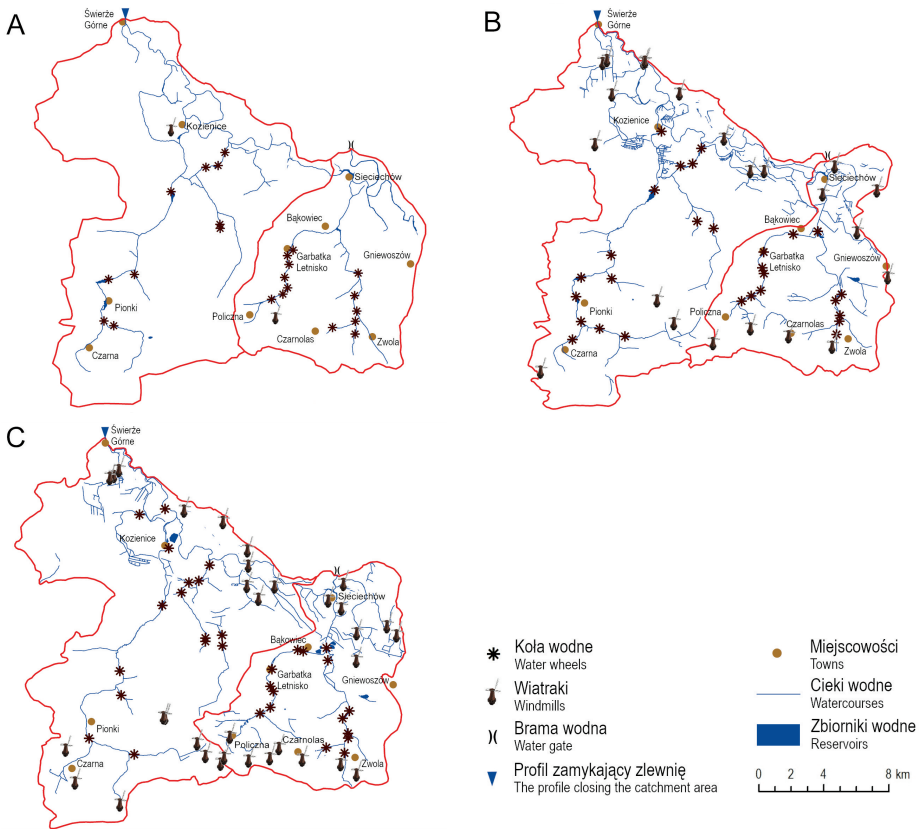 A
Świerże
Górne
Kozienice
Sieciechów
Bąkowiec
Garbatka
Letnisko
Gniewoszów
Pionki
Policzna
Czarnolas
Zwola
Czarna
B
Świerże
Górne
Kozienice
Sięciechów
Bąkowiec
Garbatka
Letnisko
Gniewoszów
Pionki
Policzna
Czarnolas
Zwola
Czarna
C
Świerże
Górne
Kozienice
Sieciechów
Bąkowiec
Garbatka
Letnisko
Gniewoszów
Pionki
Policzna
Czarnolas
Zwola
Czarna
Koła wodne
Water wheels
Wiatraki
Windmills
Brama wodna
Water gate
Profil zamykający zlewnię
The profile closing the catchment area
Miejscowości
Towns
Cieki wodne
Watercourses
Zbiorniki wodne
Reservoirs
0 2 4 8 km